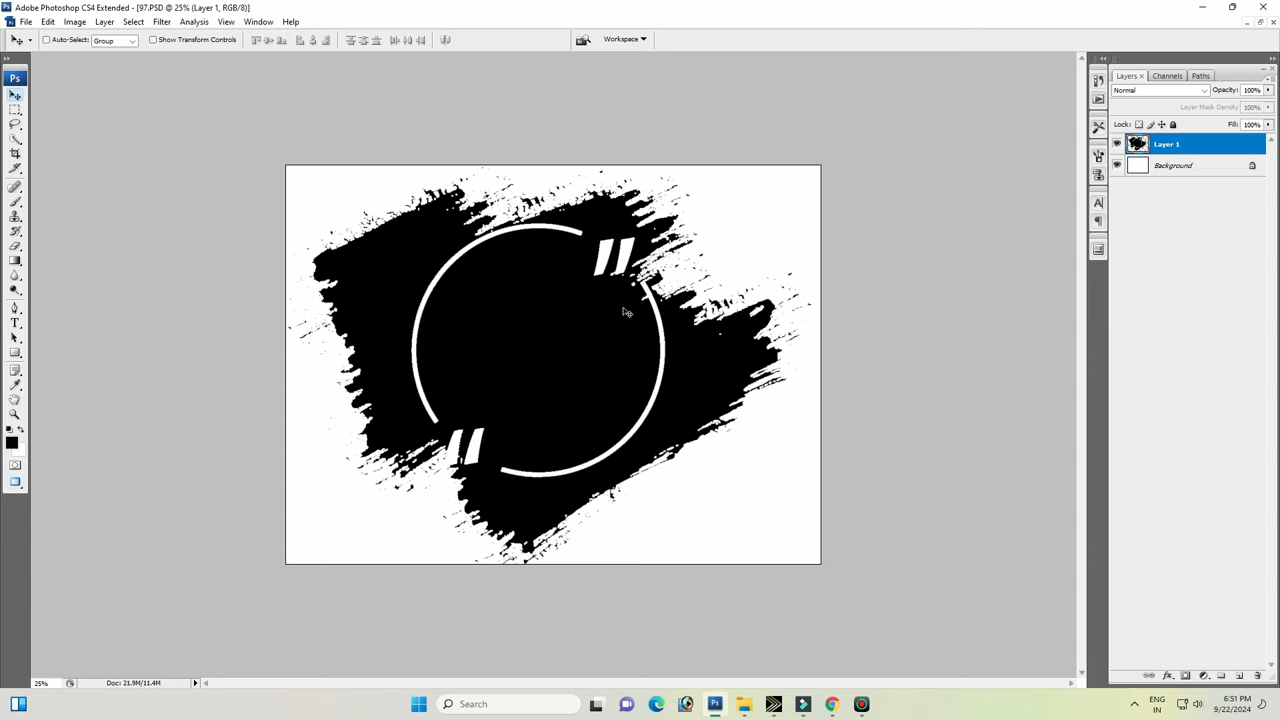 Adobe Photoshop CS4 Extended - [97.PSD @ 25% (Layer 1, RGB/8)]
File Edit Image Layer Select Filter Analysis View Window Help
Auto-Select: Group Show Transform Controls Workspace
Ps
Layers Channels Paths
Normal Opacity: 100%
Layer Mask Density: 100%
Lock: Fill: 100%
Layer 1
Background
T
A
25% Doc: 21.9M/11.4M
Search
Ps
ENG
IN
6:51 PM
9/22/2024